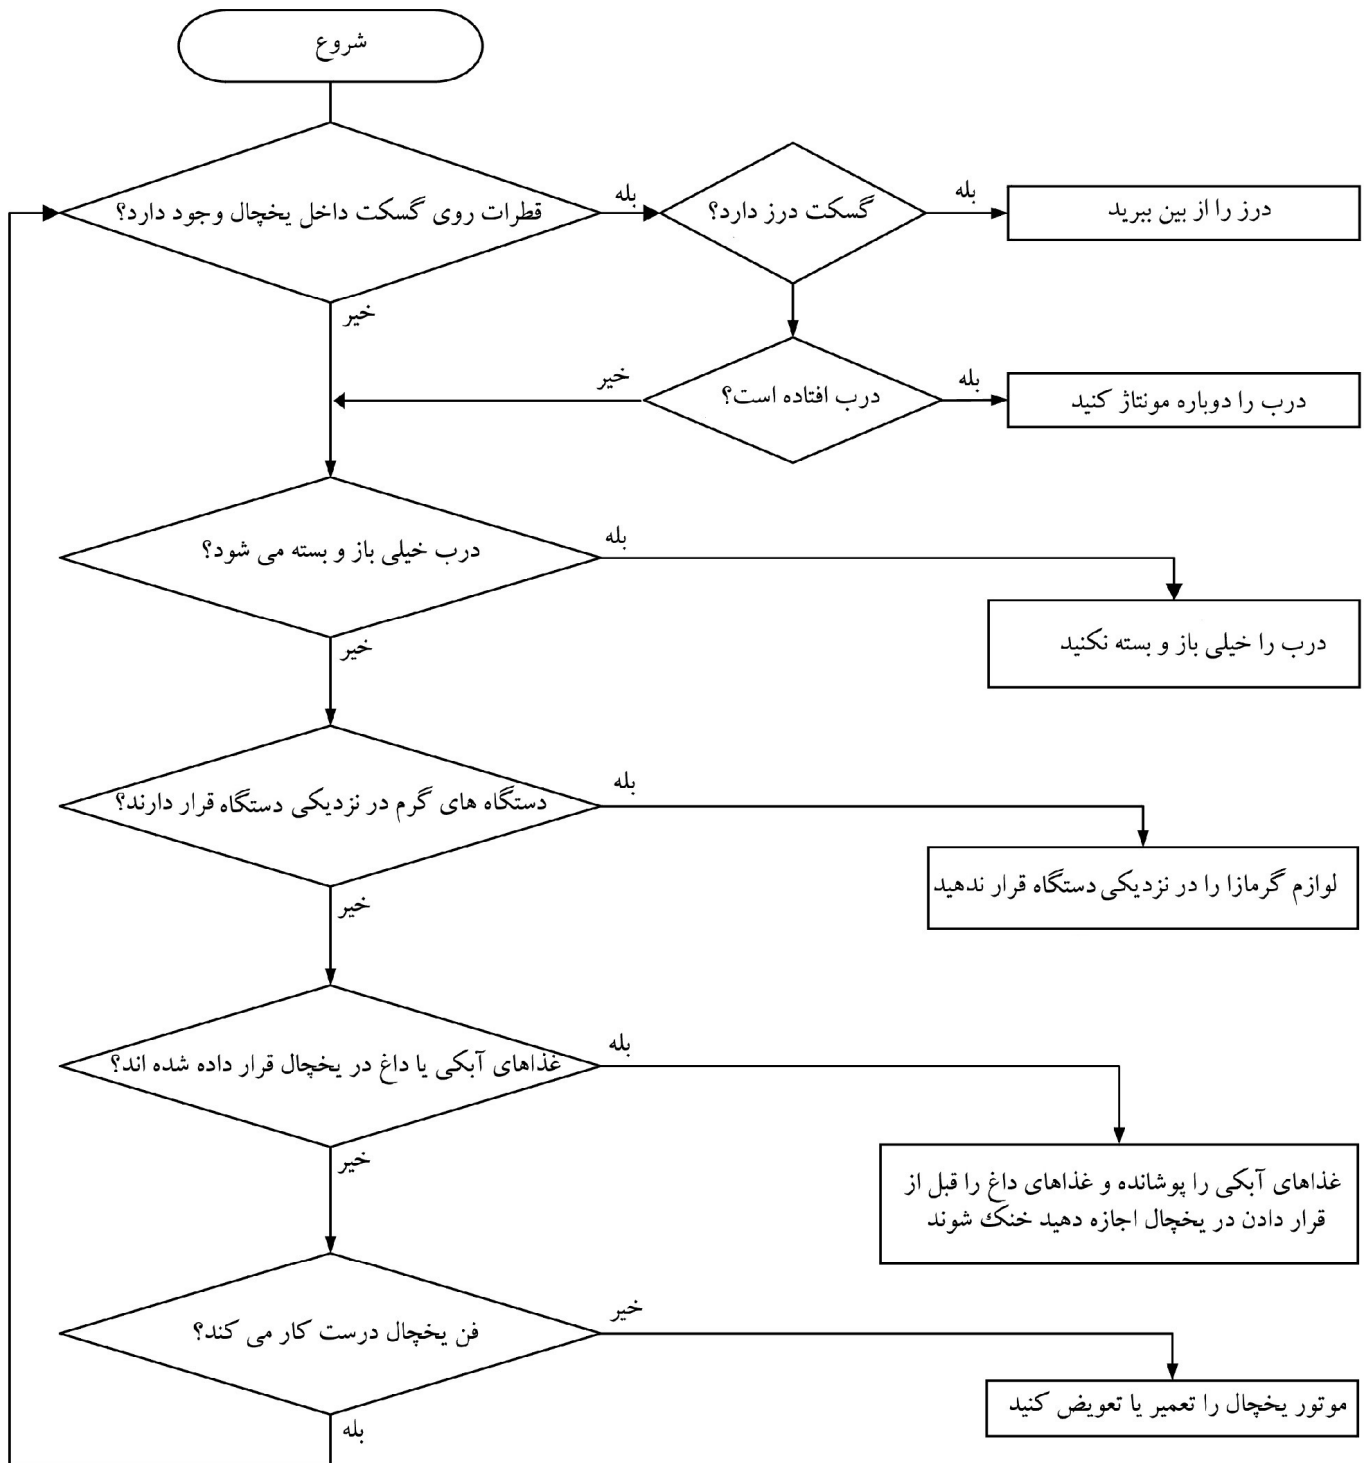 شروع
قطرات روی گسکت داخل یخچال وجود دارد؟
بله
گسکت درز دارد؟
بله
درز را از بین ببرید
خیر
درب افتاده است؟
خیر
بله
درب را دوباره مونتاژ کنید
درب خیلی باز و بسته می شود؟
بله
درب را خیلی باز و بسته نکنید
خیر
دستگاه های گرم در نزدیکی دستگاه قرار دارند؟
بله
لوازم گرمازا را در نزدیکی دستگاه قرار ندهید
خیر
غذاهای آبکی یا داغ در یخچال قرار داده شده اند؟
بله
غذاهای آبکی را پوشانده و غذاهای داغ را قبل از
قرار دادن در یخچال اجازه دهید خنک شوند
خیر
فن یخچال درست کار می کند؟
خیر
موتور یخچال را تعمیر یا تعویض کنید
بله